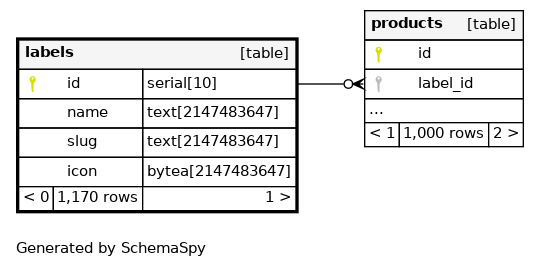 labels [table]
id serial[10]
name text[2147483647]
slug text[2147483647]
icon bytea[2147483647]
< 0 1,170 rows 1 >
products [table]
id
label_id
...
< 1 1,000 rows 2 >
Generated by SchemaSpy